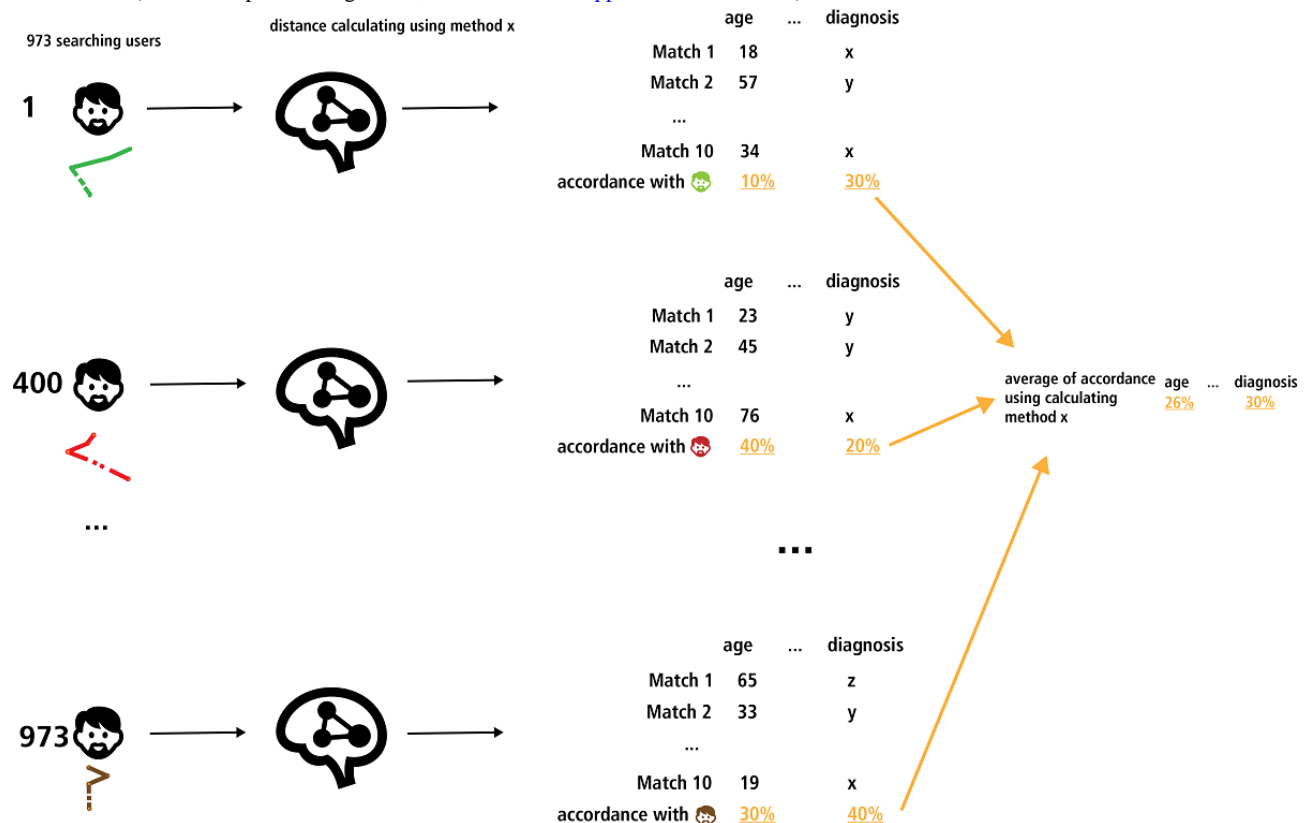 973 searching users
distance calculating using method x
age ... diagnosis
Match 1 18 x
Match 2 57 y
...
Match 10 34 x
accordance with 10% 30%
1
age ... diagnosis
Match 1 23 y
Match 2 45 y
...
Match 10 76 x
accordance with 40% 20%
400
...
average of accordance age ... diagnosis
using calculating 26% 30%
method x
...
age ... diagnosis
Match 1 65 z
Match 2 33 y
...
Match 10 19 x
accordance with 30% 40%
973